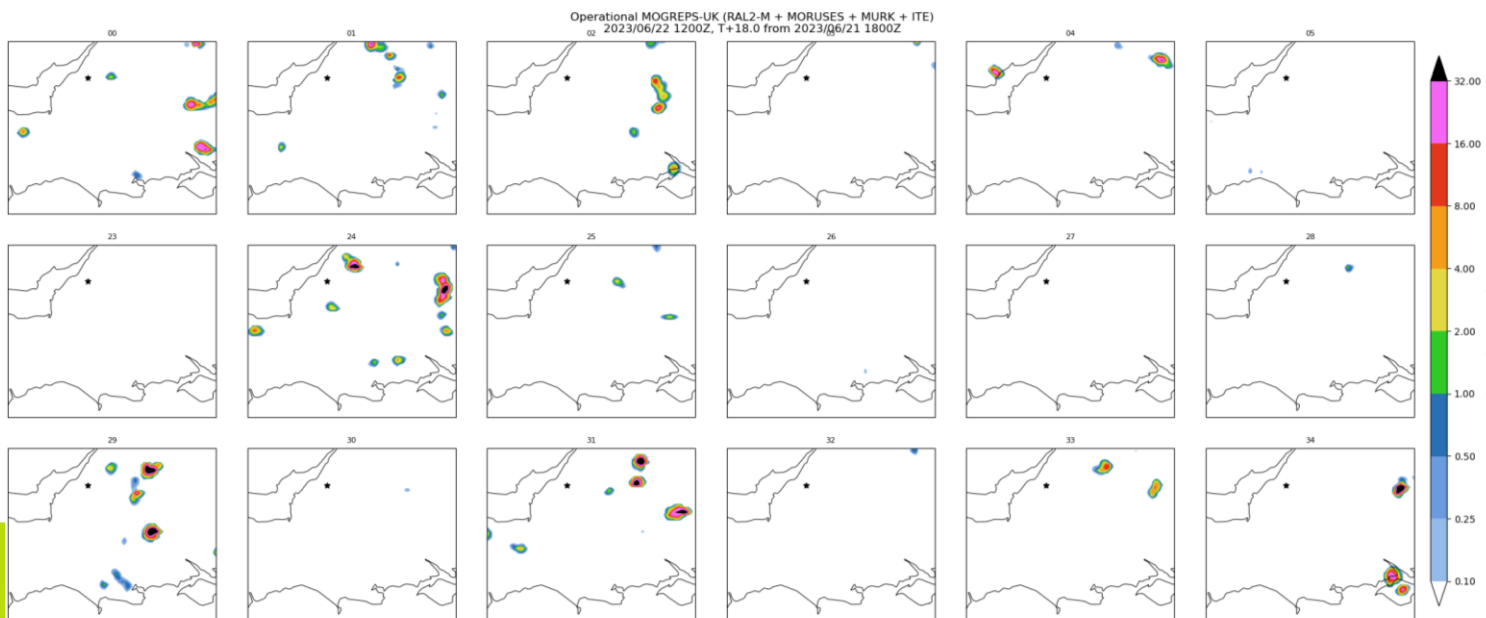 Operational MOGREPS-UK (RAL2-M + MORUSES + MURK + ITE)
2023/06/22 1200Z, T+18.0 from 2023/06/21 1800Z
00 01 02 03 04 05
23 24 25 26 27 28
29 30 31 32 33 34
32.00
16.00
8.00
4.00
2.00
1.00
0.50
0.25
0.10